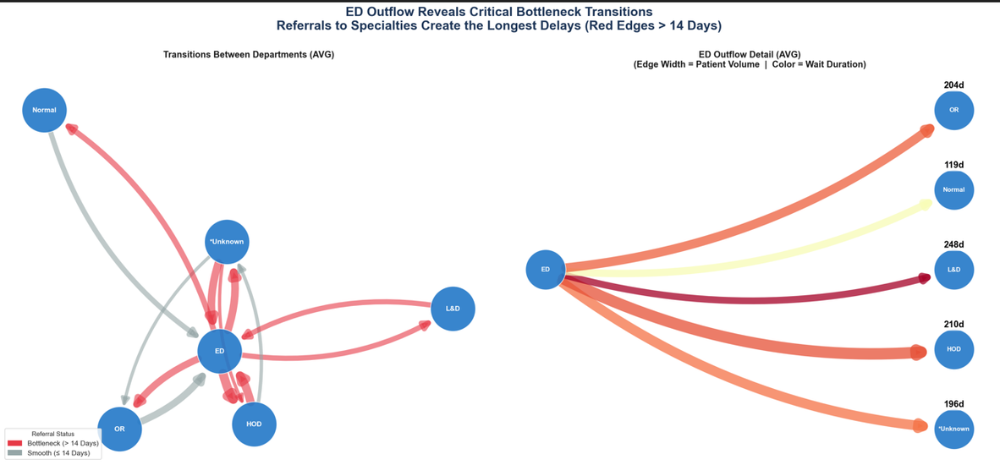 ED Outflow Reveals Critical Bottleneck Transitions
Referrals to Specialties Create the Longest Delays (Red Edges > 14 Days)
Transitions Between Departments (AVG)
Normal
*Unknown
L&D
ED
OR
HOD
Referral Status
Bottleneck (> 14 Days)
Smooth (≤ 14 Days)
ED Outflow Detail (AVG)
(Edge Width = Patient Volume | Color = Wait Duration)
204d
OR
119d
Normal
248d
ED
L&D
210d
HOD
196d
*Unknown